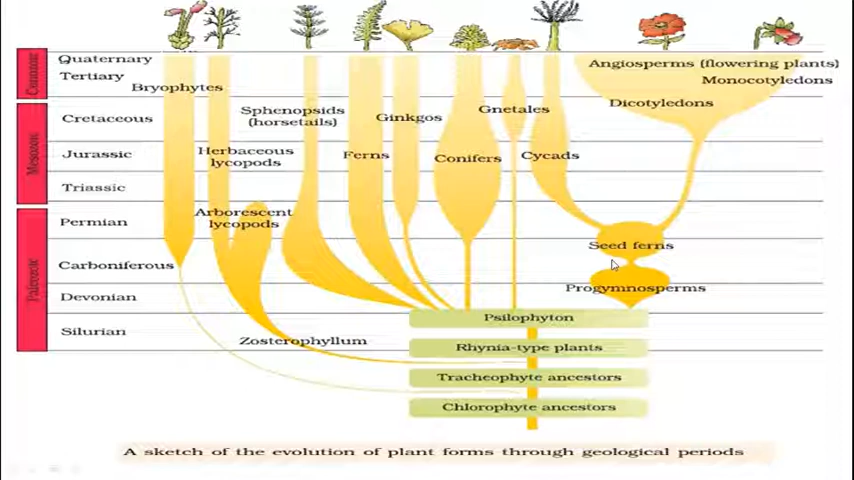 Quaternary
Tertiary
Cretaceous
Jurassic
Triassic
Permian
Carboniferous
Devonian
Silurian
Mesozoic
Paleozoic
Bryophytes
Herbaceous
lycopods
Arborescent
lycopods
Zosterophyllum
Sphenopsids
(horsetails)
Ferns
Ginkgos
Conifers
Gnetales
Cycads
Angiosperms (flowering plants)
Monocotyledons
Dicotyledons
Seed ferns
Progymnosperms
Psilophyton
Rhynia-type plants
Tracheophyte ancestors
Chlorophyte ancestors
A sketch of the evolution of plant forms through geological periods